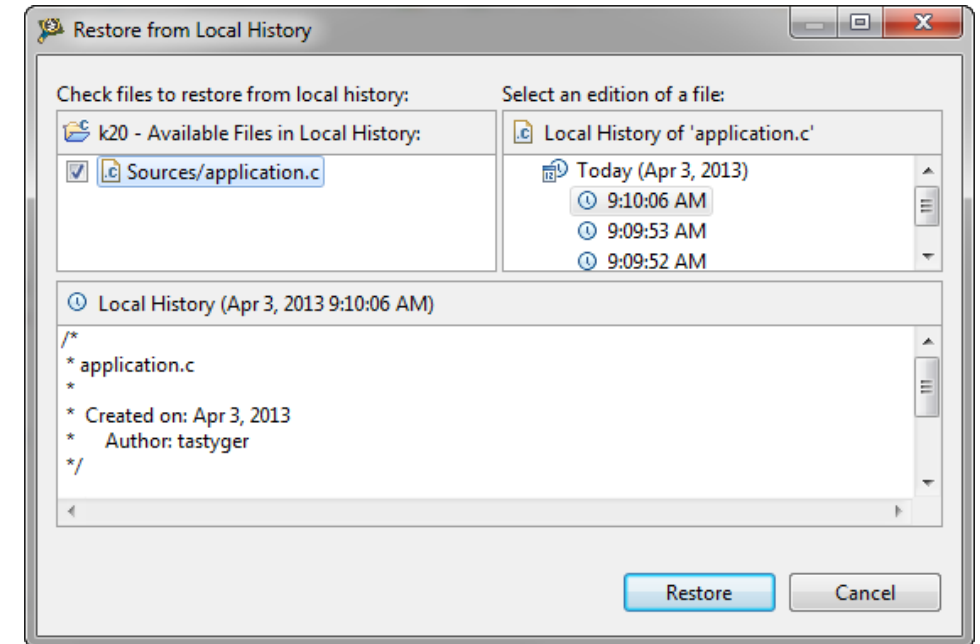 Restore from Local History
Check files to restore from local history:
k20 - Available Files in Local History:
Sources/application.c
Select an edition of a file:
Local History of 'application.c'
Today (Apr 3, 2013)
9:10:06 AM
9:09:53 AM
9:09:52 AM
Local History (Apr 3, 2013 9:10:06 AM)
/*
* application.c
*
*  Created on: Apr 3, 2013
*      Author: tastyger
*/
Restore
Cancel